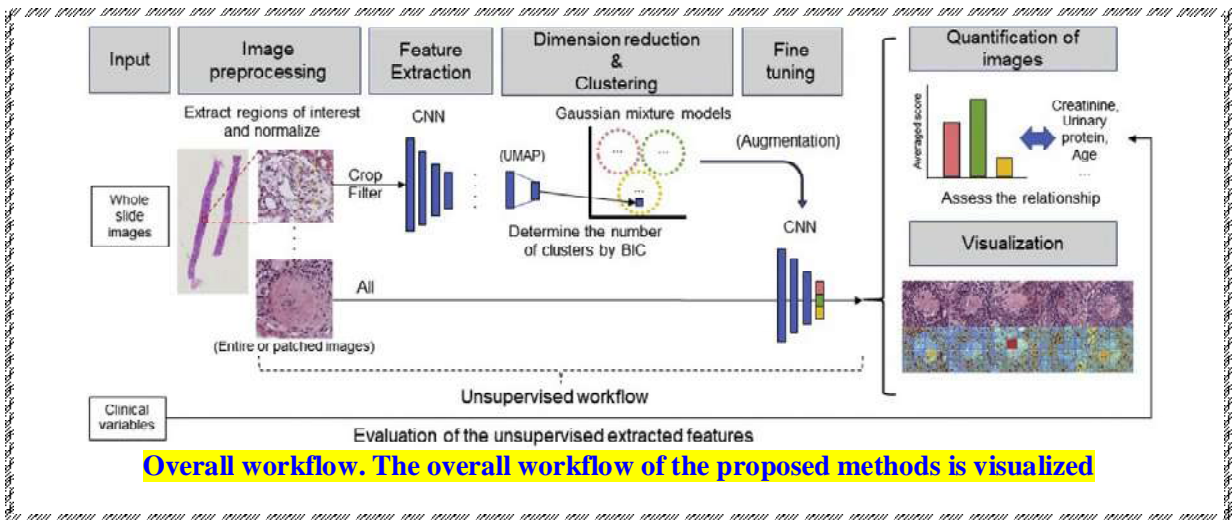 Input
Image
preprocessing
Feature
Extraction
Dimension reduction
&
Clustering
Fine
tuning
Quantification of
images
Extract regions of interest
and normalize
CNN
Gaussian mixture models
(UMAP)
(Augmentation)
Averaged score
Creatinine,
Urinary
protein,
Age
...
Whole
slide
images
Crop
Filter
...
...
...
Determine the number
of clusters by BIC
CNN
Assess the relationship
Visualization
All
(Entire or patched images)
Unsupervised workflow
Clinical
variables
Evaluation of the unsupervised extracted features
Overall workflow. The overall workflow of the proposed methods is visualized